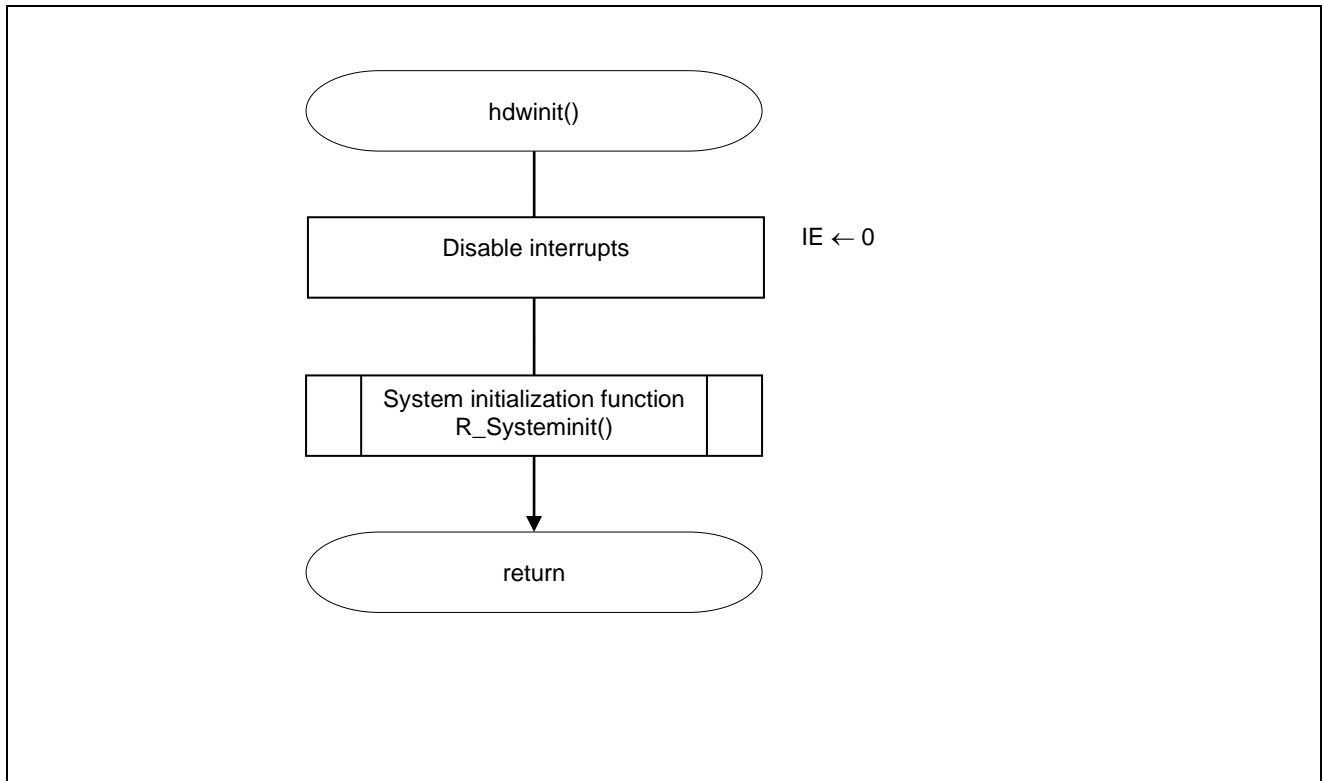 hdwinit()
Disable interrupts
IE ← 0
System initialization function
R_Systeminit()
return